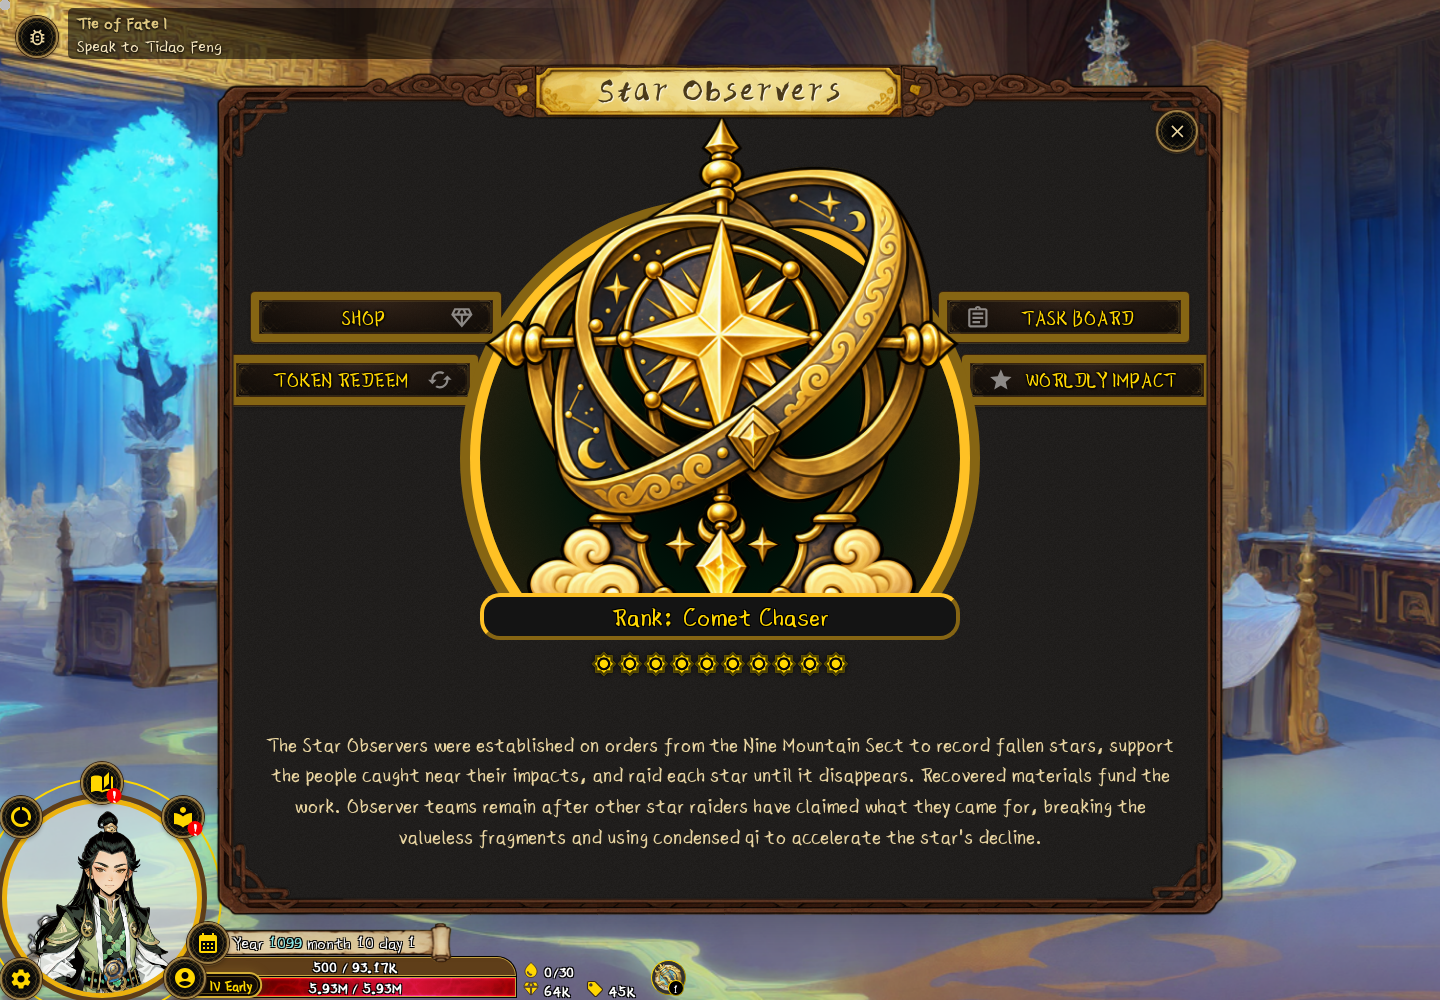 Tie of Fate I
Speak to Tidao Feng
Star Observers
SHOP
TASK BOARD
TOKEN REDEEM
WORLDLY IMPACT
Rank: Comet Chaser
The Star Observers were established on orders from the Nine Mountain Sect to record fallen stars, support
the people caught near their impacts, and raid each star until it disappears. Recovered materials fund the
work. Observer teams remain after other star raiders have claimed what they came for, breaking the
valueless fragments and using condensed qi to accelerate the star's decline.
Year 1099 month 10 day 1
500 / 93.17K
IV Early
5.93M / 5.93M
0/30
64K
45K
1